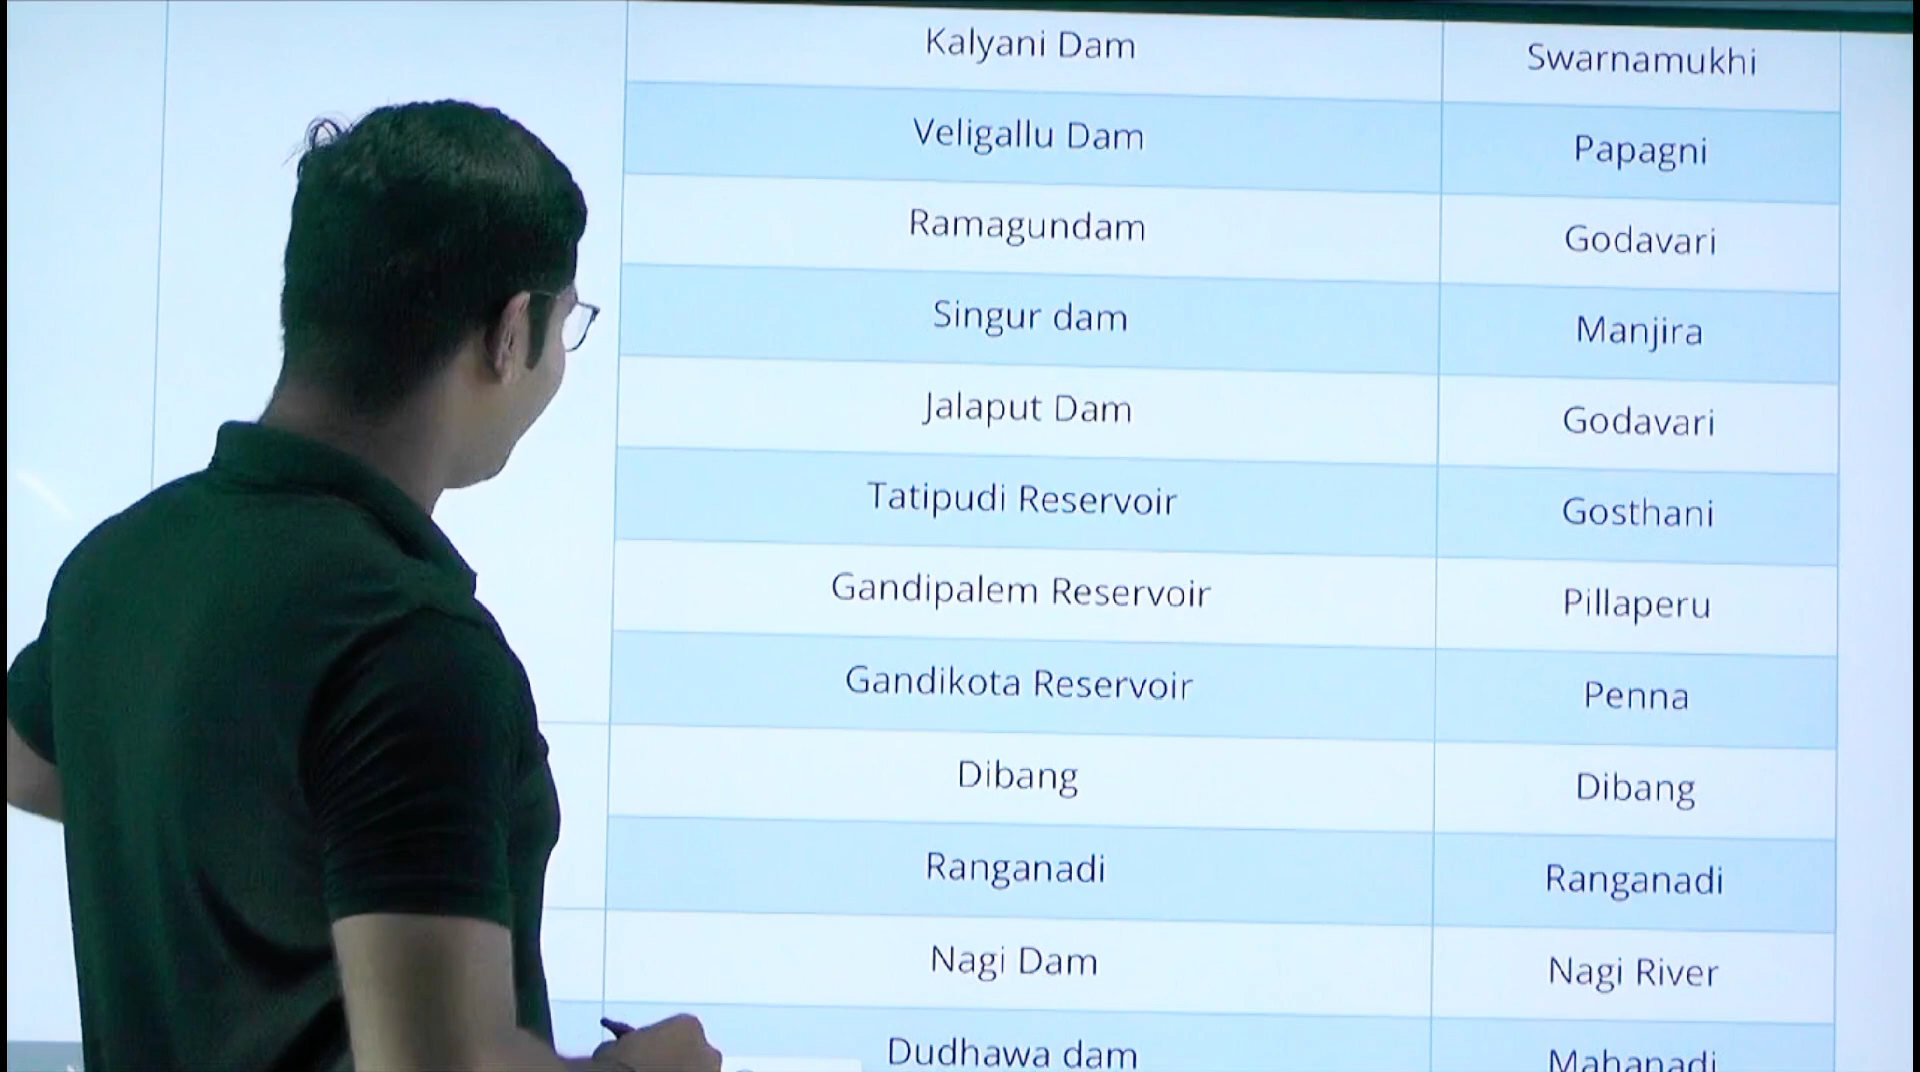 Kalyani Dam Swarnamukhi
Veligallu Dam Papagni
Ramagundam Godavari
Singur dam Manjira
Jalaput Dam Godavari
Tatipudi Reservoir Gosthani
Gandipalem Reservoir Pillaperu
Gandikota Reservoir Penna
Dibang Dibang
Ranganadi Ranganadi
Nagi Dam Nagi River
Dudhawa dam Mahanadi